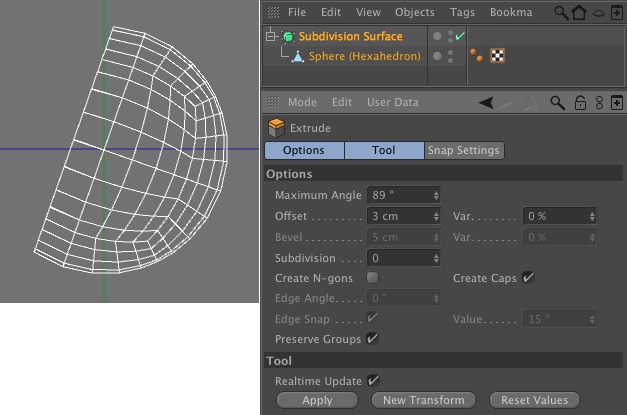 File Edit View Objects Tags Bookma
Subdivision Surface
Sphere (Hexahedron)
Mode Edit User Data
Extrude
Options Tool Snap Settings
Options
Maximum Angle 89 °
Offset ........ 3 cm Var. ...... 0 %
Bevel ......... 5 cm Var. ...... 0 %
Subdivision ... 0
Create N-gons Create Caps
Edge Angle.... 0 °
Edge Snap .... Value...... 15 °
Preserve Groups
Tool
Realtime Update
Apply New Transform Reset Values